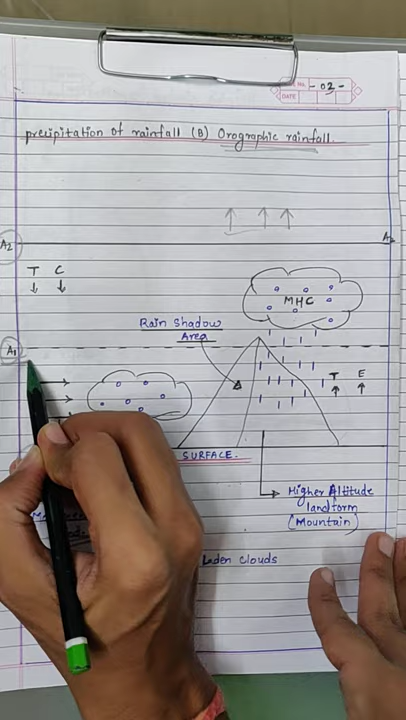 No. - 02 -
DATE
precipitation of rainfall (B) Orographic rainfall.
A2
T C
MHC
Rain Shadow
Area
A1
T E
SURFACE.
Higher Altitude
landform
(Mountain)
Laden clouds